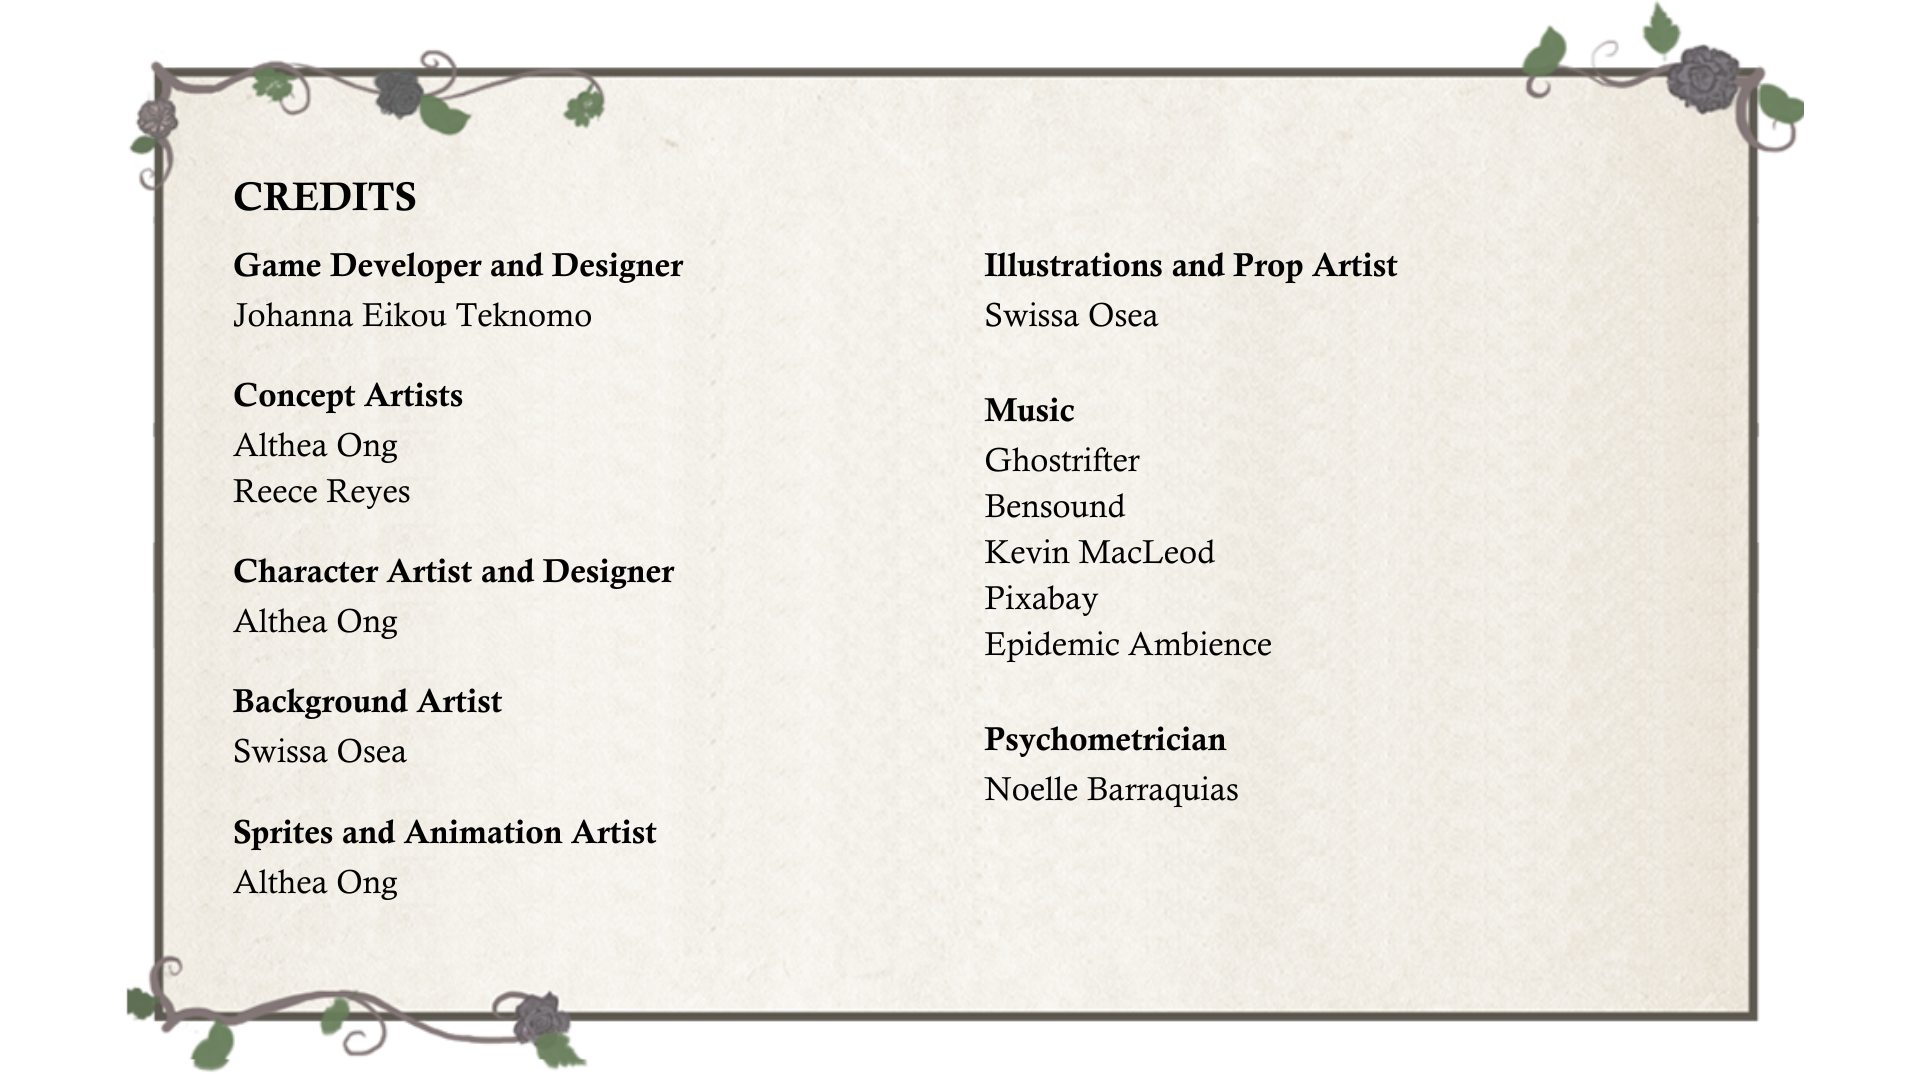 CREDITS
Game Developer and Designer
Johanna Eikou Teknomo
Concept Artists
Althea Ong
Reece Reyes
Character Artist and Designer
Althea Ong
Background Artist
Swissa Osea
Sprites and Animation Artist
Althea Ong
Illustrations and Prop Artist
Swissa Osea
Music
Ghostrifter
Bensound
Kevin MacLeod
Pixabay
Epidemic Ambience
Psychometrician
Noelle Barraquias